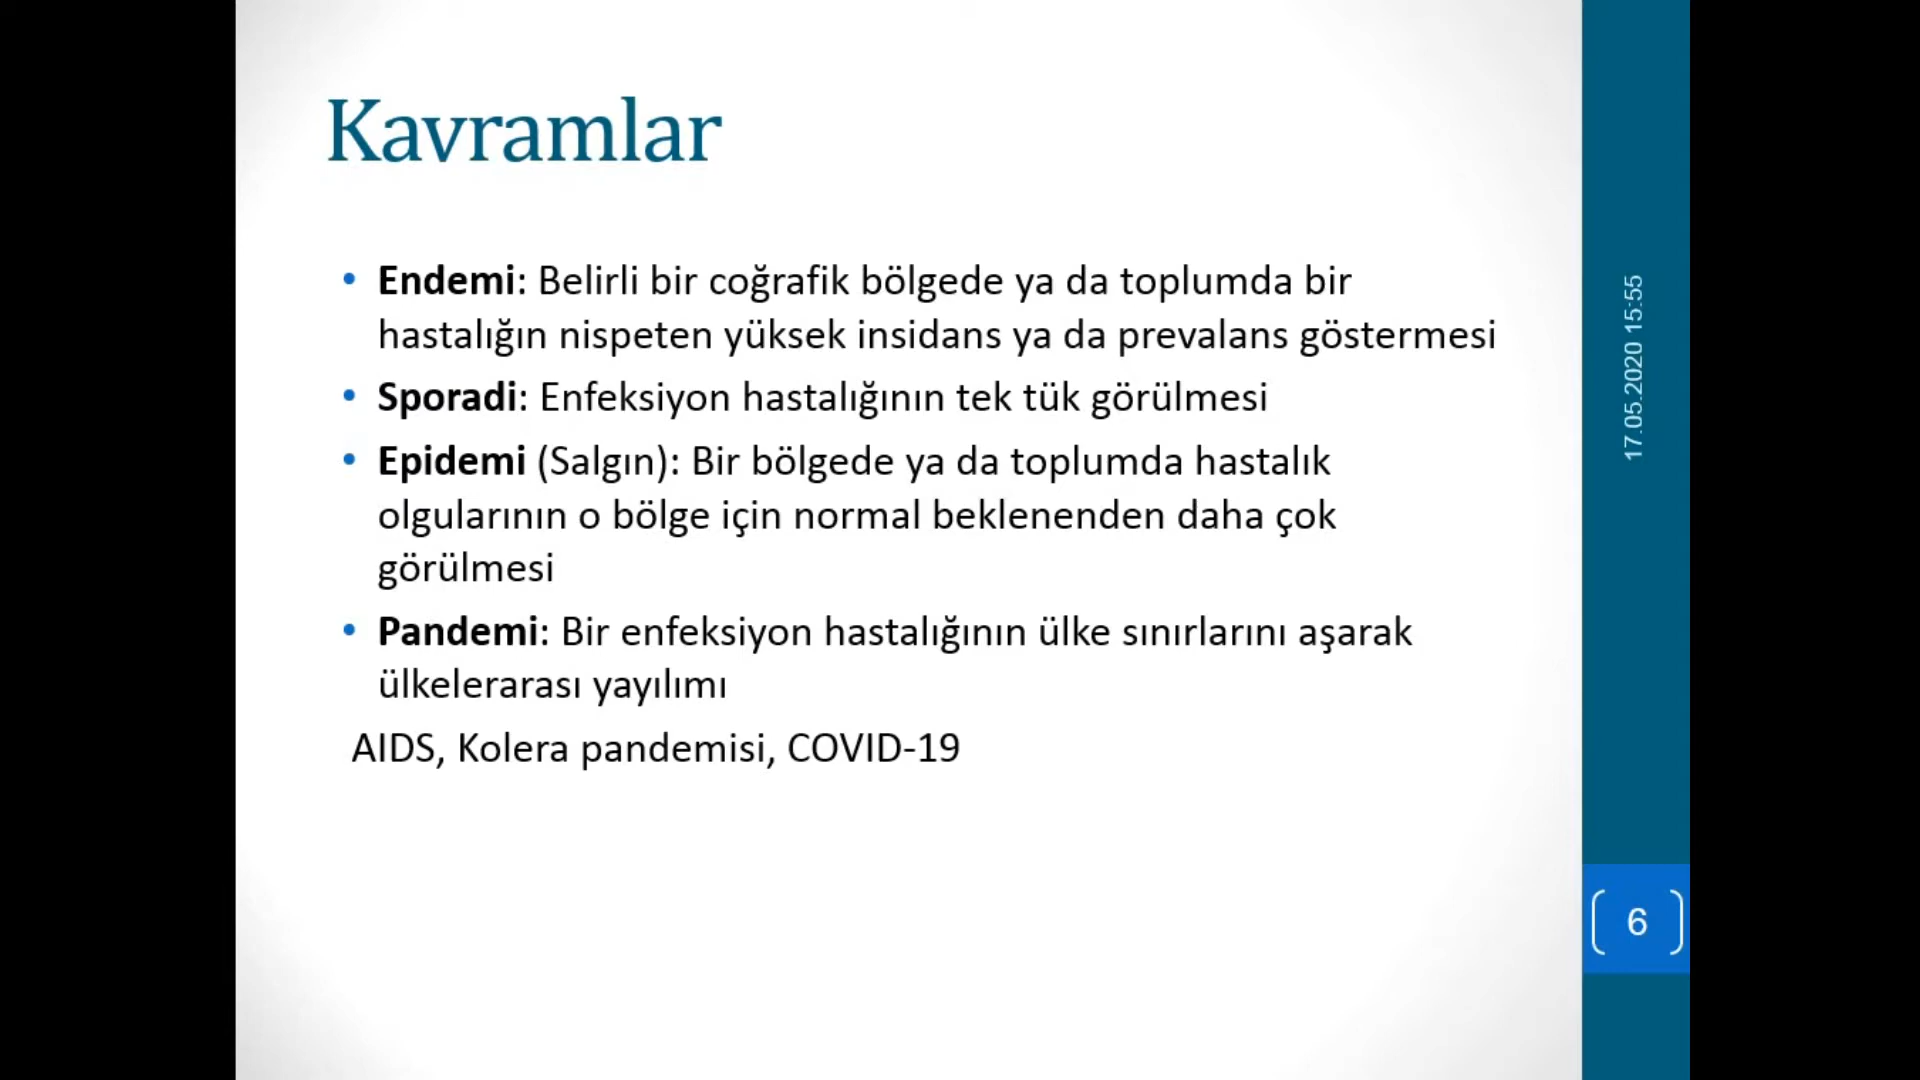 Kavramlar
• Endemi: Belirli bir coğrafik bölgede ya da toplumda bir
hastalığın nispeten yüksek insidans ya da prevalans göstermesi
• Sporadi: Enfeksiyon hastalığının tek tük görülmesi
• Epidemi (Salgın): Bir bölgede ya da toplumda hastalık
olgularının o bölge için normal beklenenden daha çok
görülmesi
• Pandemi: Bir enfeksiyon hastalığının ülke sınırlarını aşarak
ülkelerarası yayılımı
AIDS, Kolera pandemisi, COVID-19
17.05.2020 15:55
6